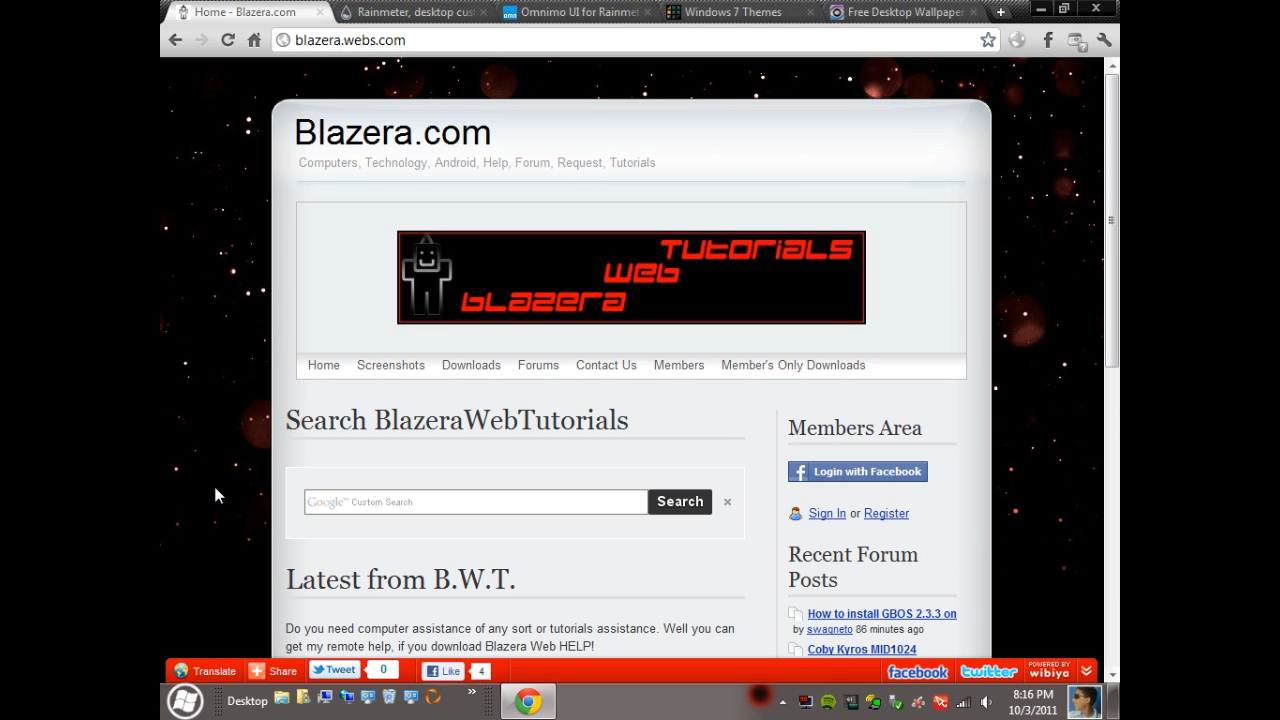 Home - Blazera.com
Rainmeter, desktop cus
Omnimo UI for Rainme
Windows 7 Themes
Free Desktop Wallpaper
blazera.webs.com
Blazera.com
Computers, Technology, Android, Help, Forum, Request, Tutorials
TUTORIALS
WEB
BLAZERA
Home
Screenshots
Downloads
Forums
Contact Us
Members
Member's Only Downloads
Search BlazeraWebTutorials
Google™ Custom Search
Search
Latest from B.W.T.
Do you need computer assistance of any sort or tutorials assistance. Well you can
get my remote help, if you download Blazera Web HELP!
Members Area
Login with Facebook
Sign In or Register
Recent Forum
Posts
How to install GBOS 2.3.3 on
by swagneto 86 minutes ago
Coby Kyros MID1024
Translate
Share
Tweet
0
Like
4
facebook
twitter
POWERED BY
wibiya
Desktop
»
8:16 PM
10/3/2011